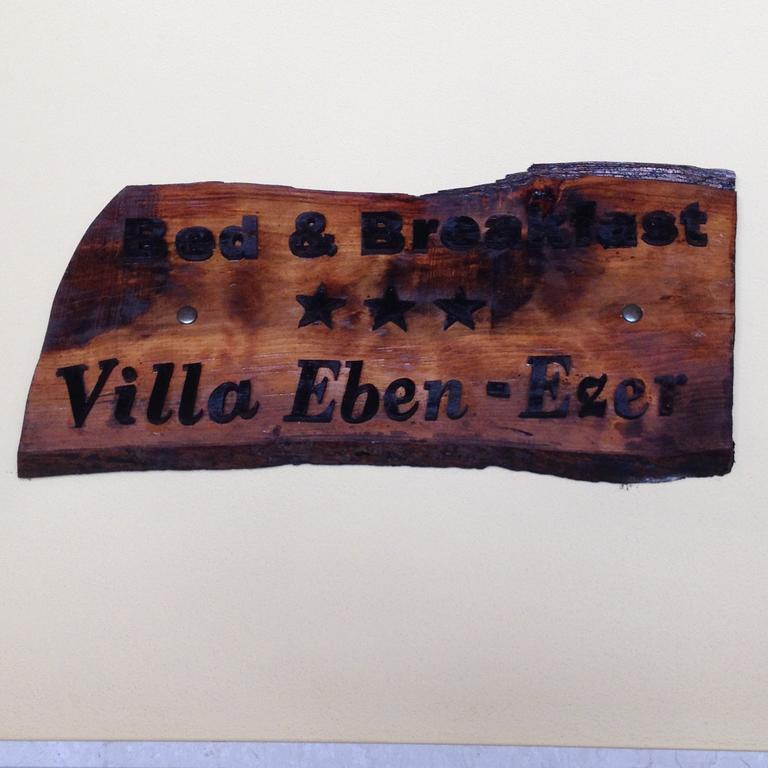 Bed & Breakfast
★★★
Villa Eben-Ezer